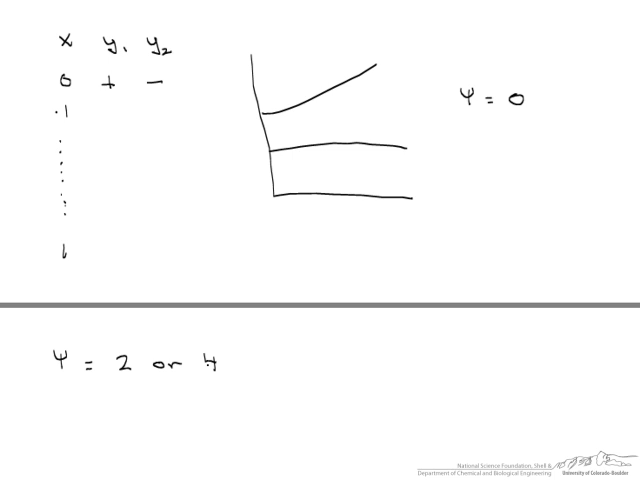 x y₁ y₂
0 + -
.1
1
Ψ = 0
Ψ = 2 or 4
National Science Foundation, Shell &
Department of Chemical and Biological Engineering
University of Colorado-Boulder